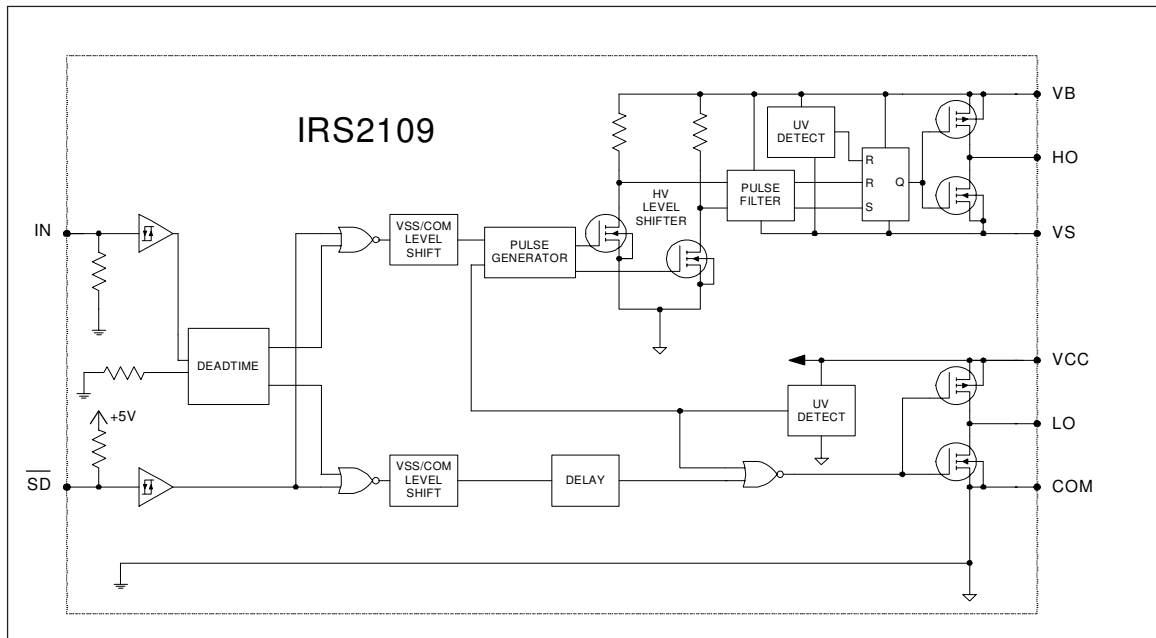 IRS2109
VB
UV
DETECT
R
R
S
Q
HO
HV
LEVEL
SHIFTER
PULSE
FILTER
IN
VSS/COM
LEVEL
SHIFT
PULSE
GENERATOR
VS
DEADTIME
VCC
+5V
UV
DETECT
LO
SD
VSS/COM
LEVEL
SHIFT
DELAY
COM